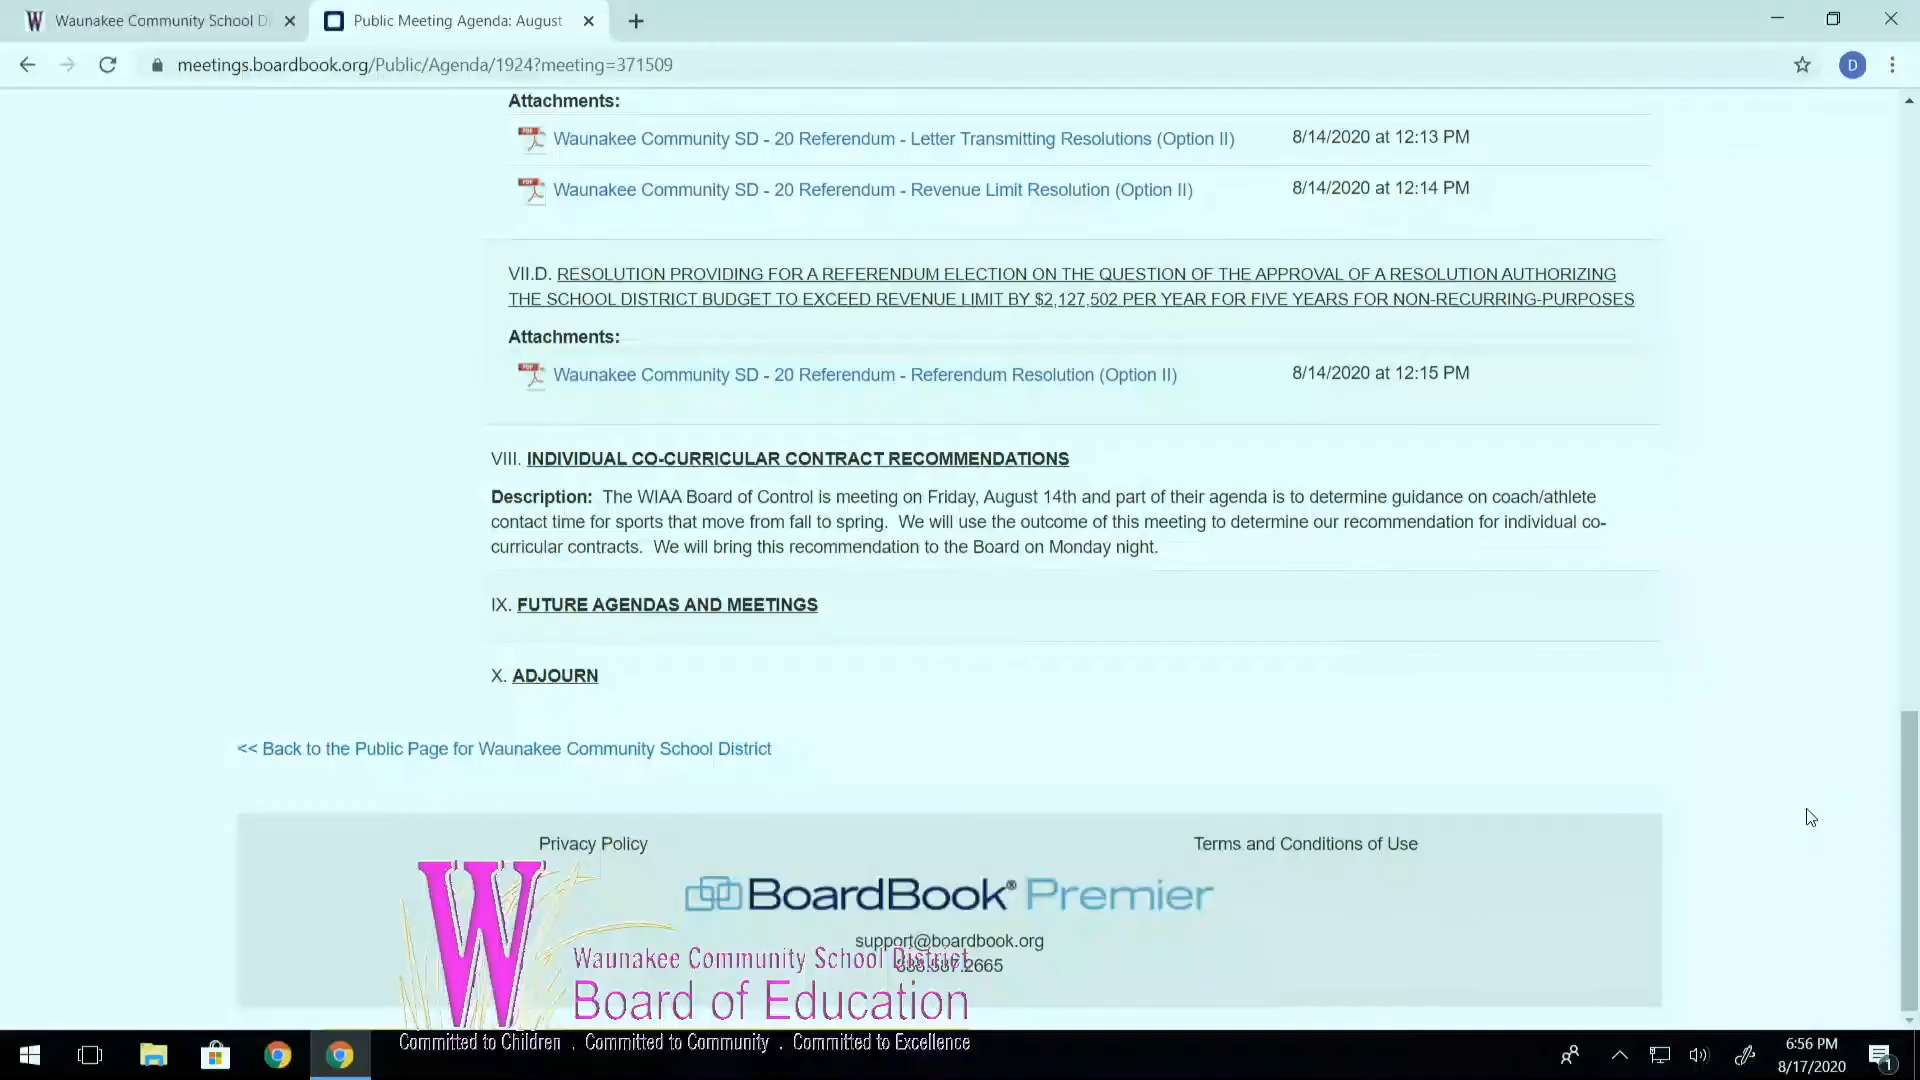 Waunakee Community School D
Public Meeting Agenda: August
meetings.boardbook.org/Public/Agenda/1924?meeting=371509
D
Attachments:
Waunakee Community SD - 20 Referendum - Letter Transmitting Resolutions (Option II) 8/14/2020 at 12:13 PM
Waunakee Community SD - 20 Referendum - Revenue Limit Resolution (Option II) 8/14/2020 at 12:14 PM
VII.D. RESOLUTION PROVIDING FOR A REFERENDUM ELECTION ON THE QUESTION OF THE APPROVAL OF A RESOLUTION AUTHORIZING
THE SCHOOL DISTRICT BUDGET TO EXCEED REVENUE LIMIT BY $2,127,502 PER YEAR FOR FIVE YEARS FOR NON-RECURRING-PURPOSES
Attachments:
Waunakee Community SD - 20 Referendum - Referendum Resolution (Option II) 8/14/2020 at 12:15 PM
VIII. INDIVIDUAL CO-CURRICULAR CONTRACT RECOMMENDATIONS
Description: The WIAA Board of Control is meeting on Friday, August 14th and part of their agenda is to determine guidance on coach/athlete
contact time for sports that move from fall to spring. We will use the outcome of this meeting to determine our recommendation for individual co-
curricular contracts. We will bring this recommendation to the Board on Monday night.
IX. FUTURE AGENDAS AND MEETINGS
X. ADJOURN
<< Back to the Public Page for Waunakee Community School District
Privacy Policy Terms and Conditions of Use
BoardBook® Premier
support@boardbook.org
W
Waunakee Community School District
Board of Education
Committed to Children . Committed to Community . Committed to Excellence
6:56 PM
8/17/2020
1